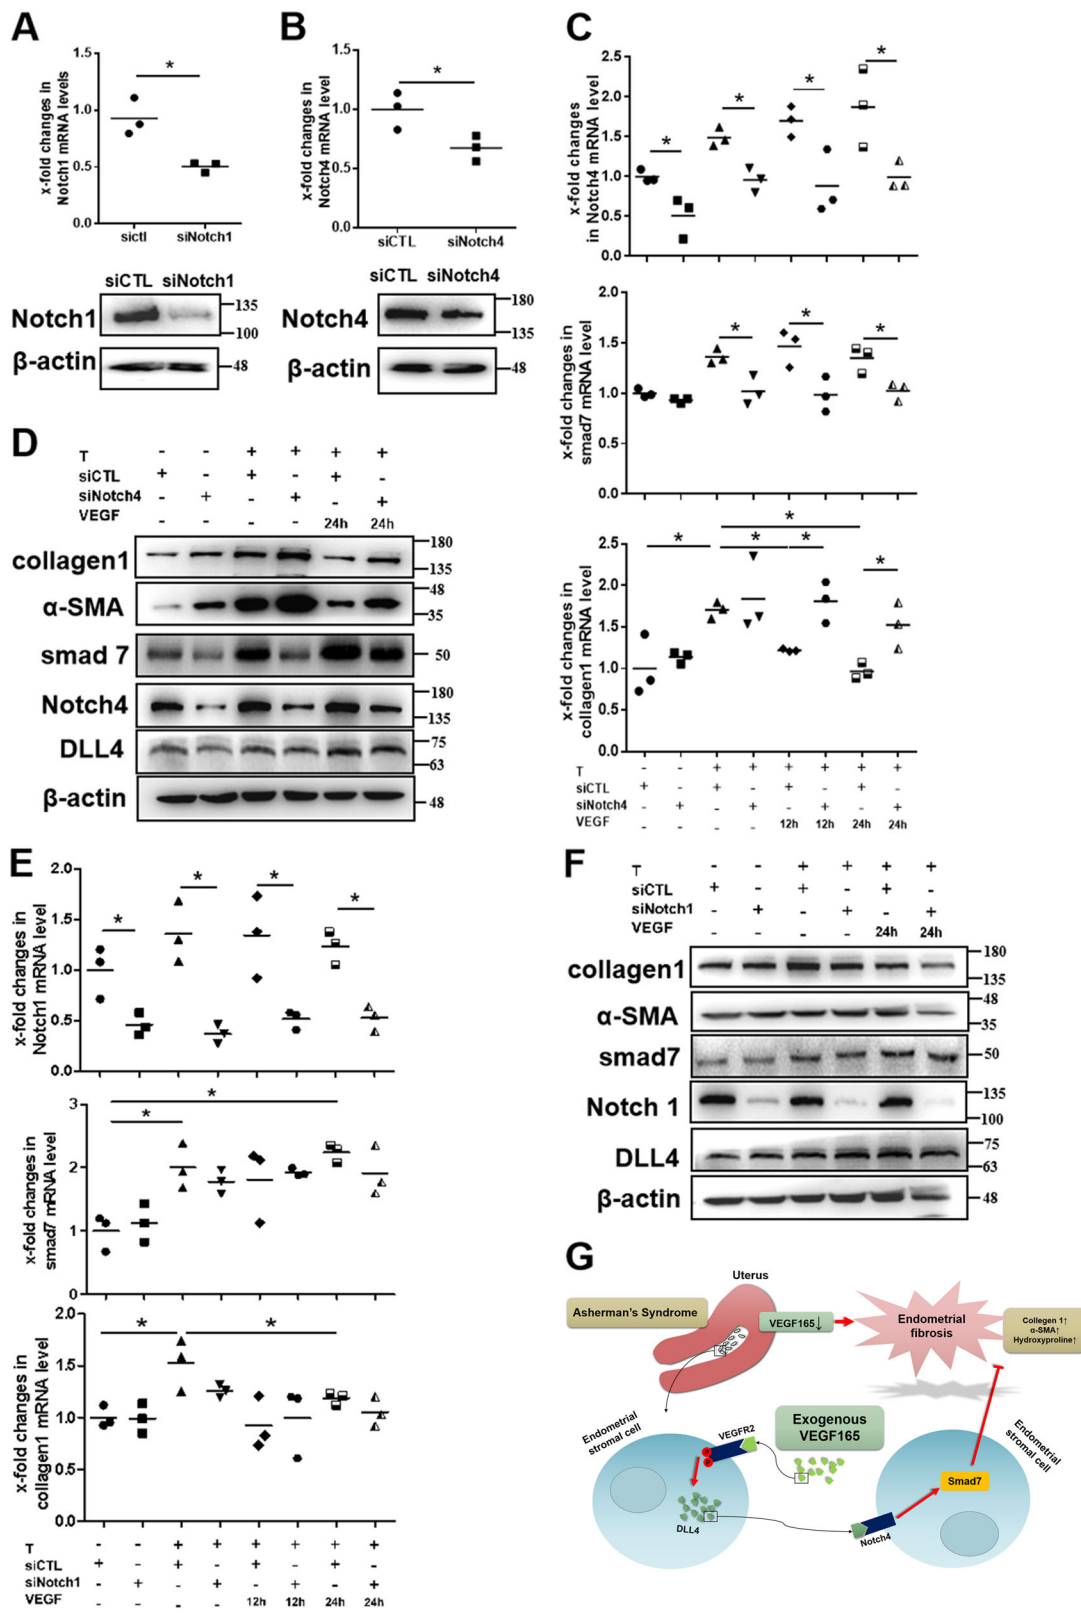 A
x-fold changes in
Notch1 mRNA levels
1.5
1.0
0.5
0.0
*
sictl siNotch1
siCTL siNotch1
Notch1
135
100
β-actin
48
B
x-fold changes in
Notch4 mRNA levels
1.5
1.0
0.5
0.0
*
siCTL siNotch4
siCTL siNotch4
Notch4
180
135
β-actin
48
C
x-fold changes
in Notch4 mRNA level
2.5
2.0
1.5
1.0
0.5
0.0
* * * *
x-fold changes in
smad7 mRNA level
2.0
1.5
1.0
0.5
0.0
* * *
x-fold changes in
collagen1 mRNA level
2.5
2.0
1.5
1.0
0.5
0.0
*
* * *
*
T - - + + + + + +
siCTL + - + - + - + -
siNotch4 - + - + - + - +
VEGF - - - - 12h 12h 24h 24h
D
T - - + + + +
siCTL + - + - + -
siNotch4 - + - + - +
VEGF - - - - 24h 24h
collagen1
180
135
α-SMA
48
35
smad 7
50
Notch4
180
135
DLL4
75
63
β-actin
48
E
x-fold changes in
Notch1 mRNA level
2.0
1.5
1.0
0.5
0.0
* * * *
x-fold changes in
smad7 mRNA level
3
2
1
0
*
*
x-fold changes in
collagen1 mRNA level
2.0
1.5
1.0
0.5
0.0
* *
T - - + + + + + +
siCTL + - + - + - + -
siNotch1 - + - + - + - +
VEGF - - - - 12h 12h 24h 24h
F
T - - + + + +
siCTL + - + - + -
siNotch1 - + - + - +
VEGF - - - - 24h 24h
collagen1
180
135
α-SMA
48
35
smad7
50
Notch 1
135
100
DLL4
75
63
β-actin
48
G
Uterus
Asherman's Syndrome
VEGF165↓
Endometrial
fibrosis
Collagen 1↑
α-SMA↑
Hydroxyproline↑
Endometrial
stromal cell
VEGFR2
P
P
Exogenous
VEGF165
DLL4
Endometrial
stromal cell
Smad7
Notch4